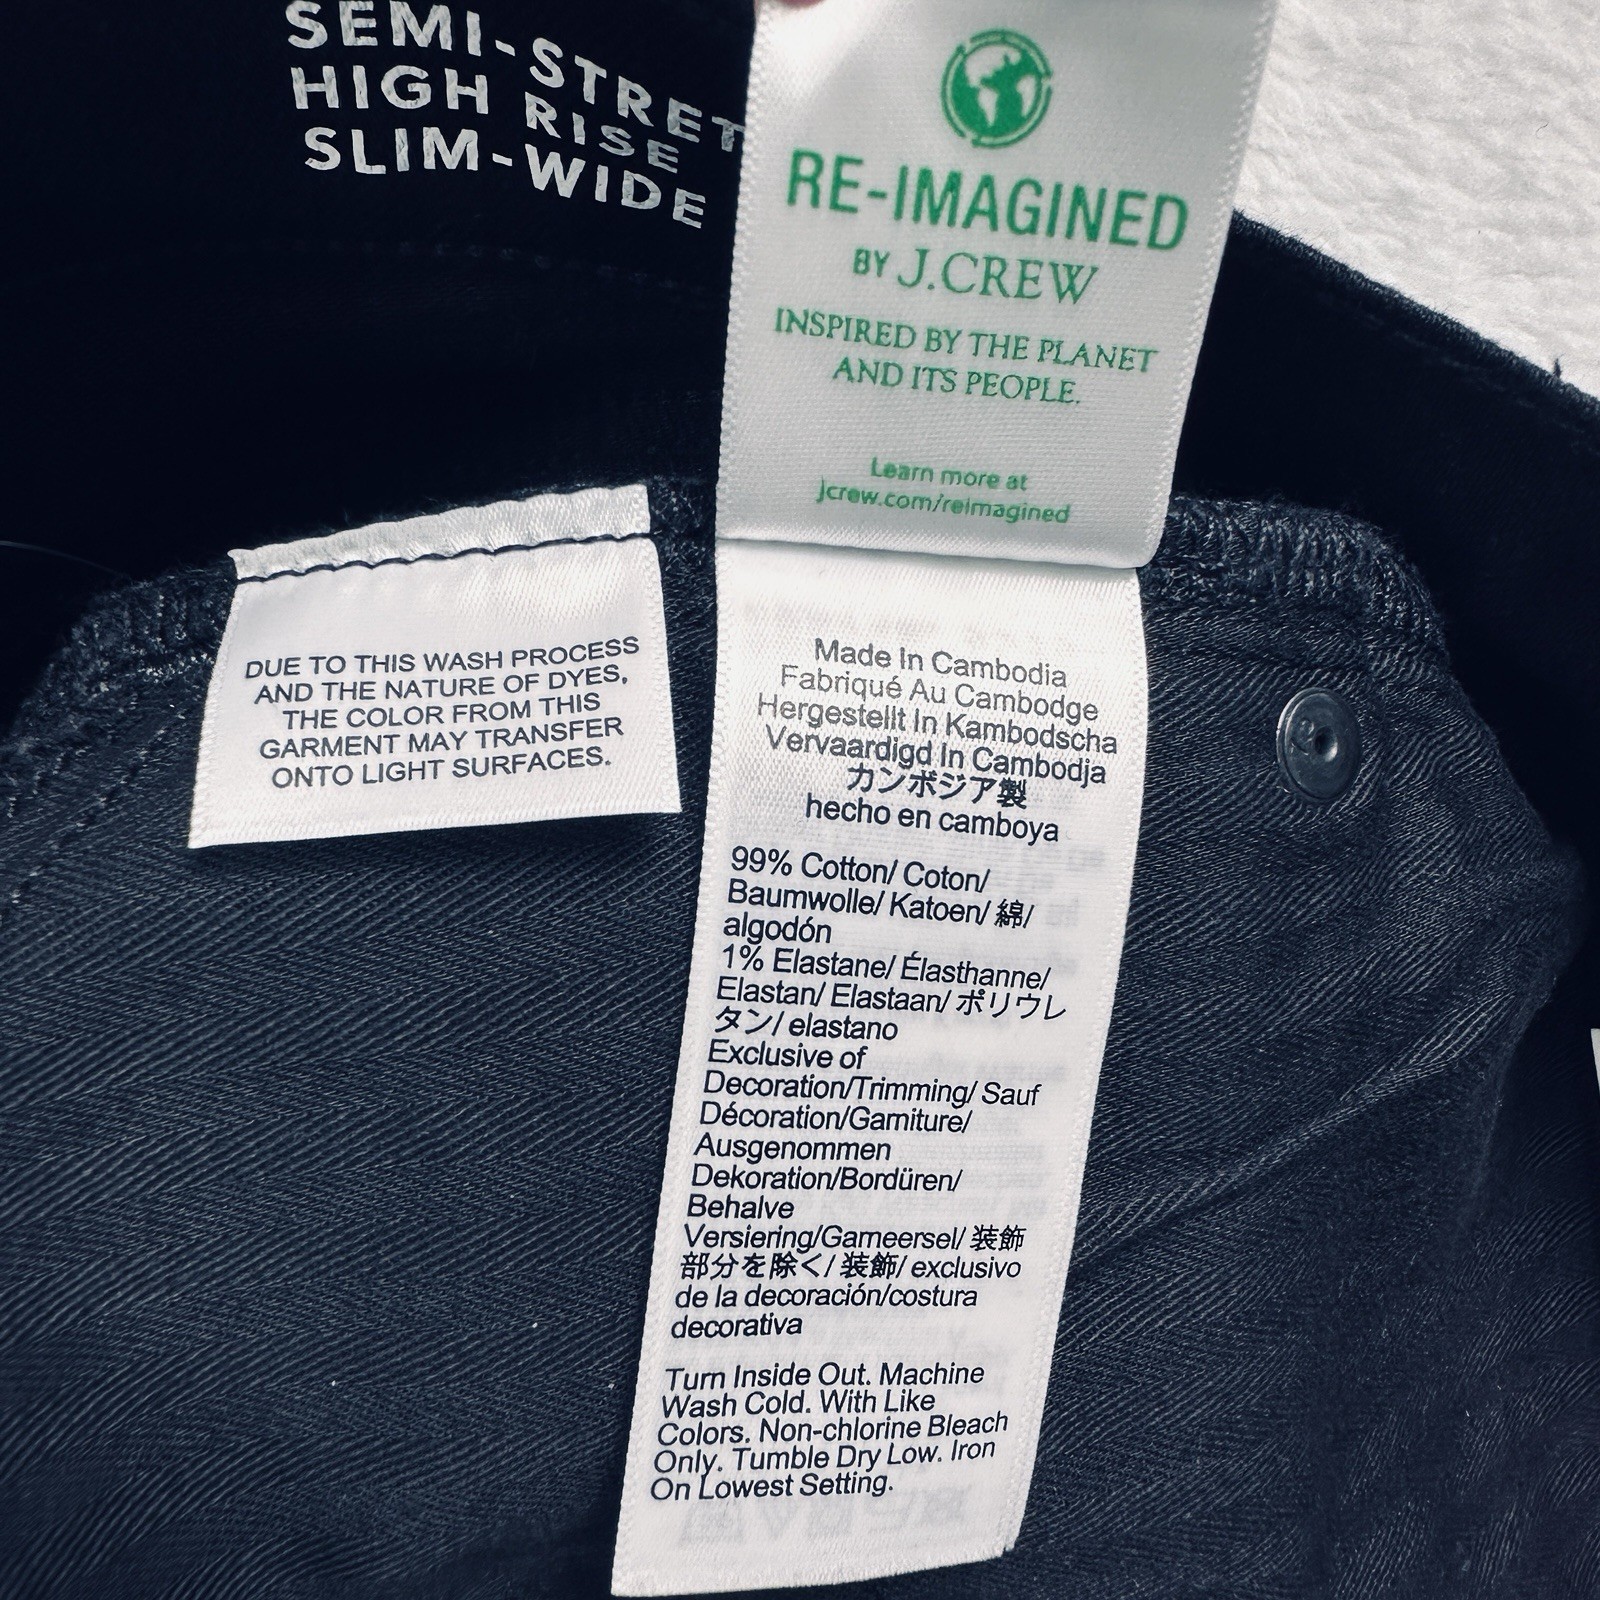 SEMI-STRET
HIGH RISE
SLIM-WIDE
RE-IMAGINED
BY J.CREW
INSPIRED BY THE PLANET
AND ITS PEOPLE.
Learn more at
jcrew.com/reimagined
DUE TO THIS WASH PROCESS
AND THE NATURE OF DYES,
THE COLOR FROM THIS
GARMENT MAY TRANSFER
ONTO LIGHT SURFACES.
Made In Cambodia
Fabriqué Au Cambodge
Hergestellt In Kambodscha
Vervaardigd In Cambodja
カンボジア製
hecho en camboya
99% Cotton/ Coton/
Baumwolle/ Katoen/ 綿/
algodón
1% Elastane/ Élasthanne/
Elastan/ Elastaan/ ポリウレ
タン/ elastano
Exclusive of
Decoration/Trimming/ Sauf
Décoration/Garniture/
Ausgenommen
Dekoration/Bordüren/
Behalve
Versiering/Gameersel/ 装飾
部分を除く/ 装飾/ exclusivo
de la decoración/costura
decorativa
Turn Inside Out. Machine
Wash Cold. With Like
Colors. Non-chlorine Bleach
Only. Tumble Dry Low. Iron
On Lowest Setting.